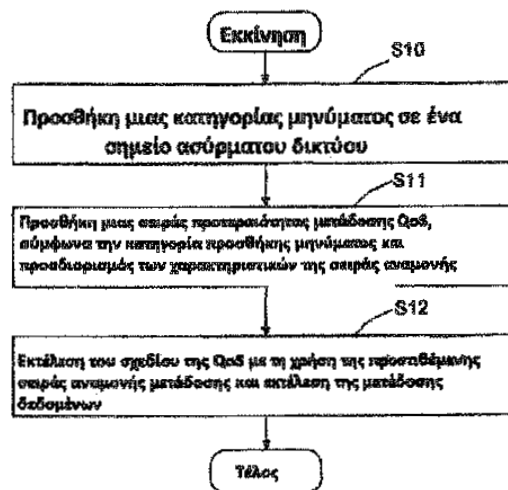 Εκκίνηση
S10
Προσθήκη μιας κατηγορίας μηνύματος σε ένα
σημείο ασύρματου δικτύου
S11
Προσθήκη μιας σειράς προτεραιότητας μετάδοσης QoS,
σύμφωνα την κατηγορία προσθήκης μηνύματος και
προσδιορισμός των χαρακτηριστικών της σειράς αναμονής
S12
Εκτέλεση του σχεδίου της QoS με τη χρήση της προστιθέμενης
σειράς αναμονής μετάδοσης και εκτέλεση της μετάδοσης
δεδομένων
Τέλος